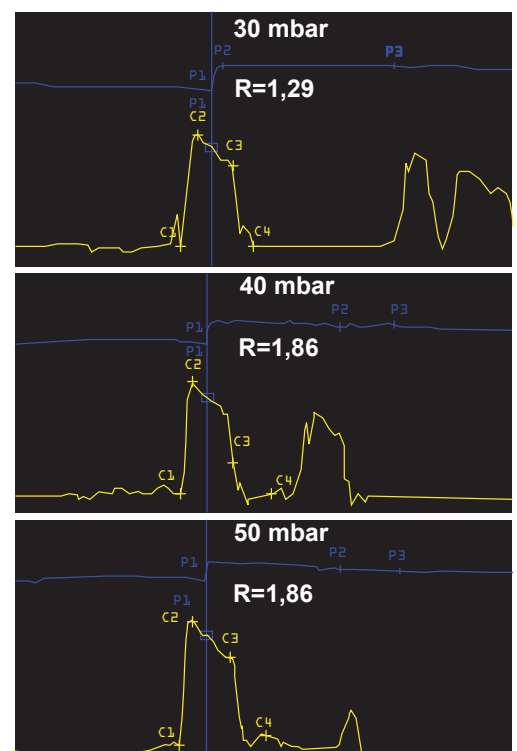 30 mbar
P2 P3
P1
R=1,29
P1
C2
C3
C1 C4
40 mbar
P2 P3
P1
P1 R=1,86
C2
C3
C1 C4
50 mbar
P1 P2 P3
R=1,86
P1
C2
C3
C4
C1